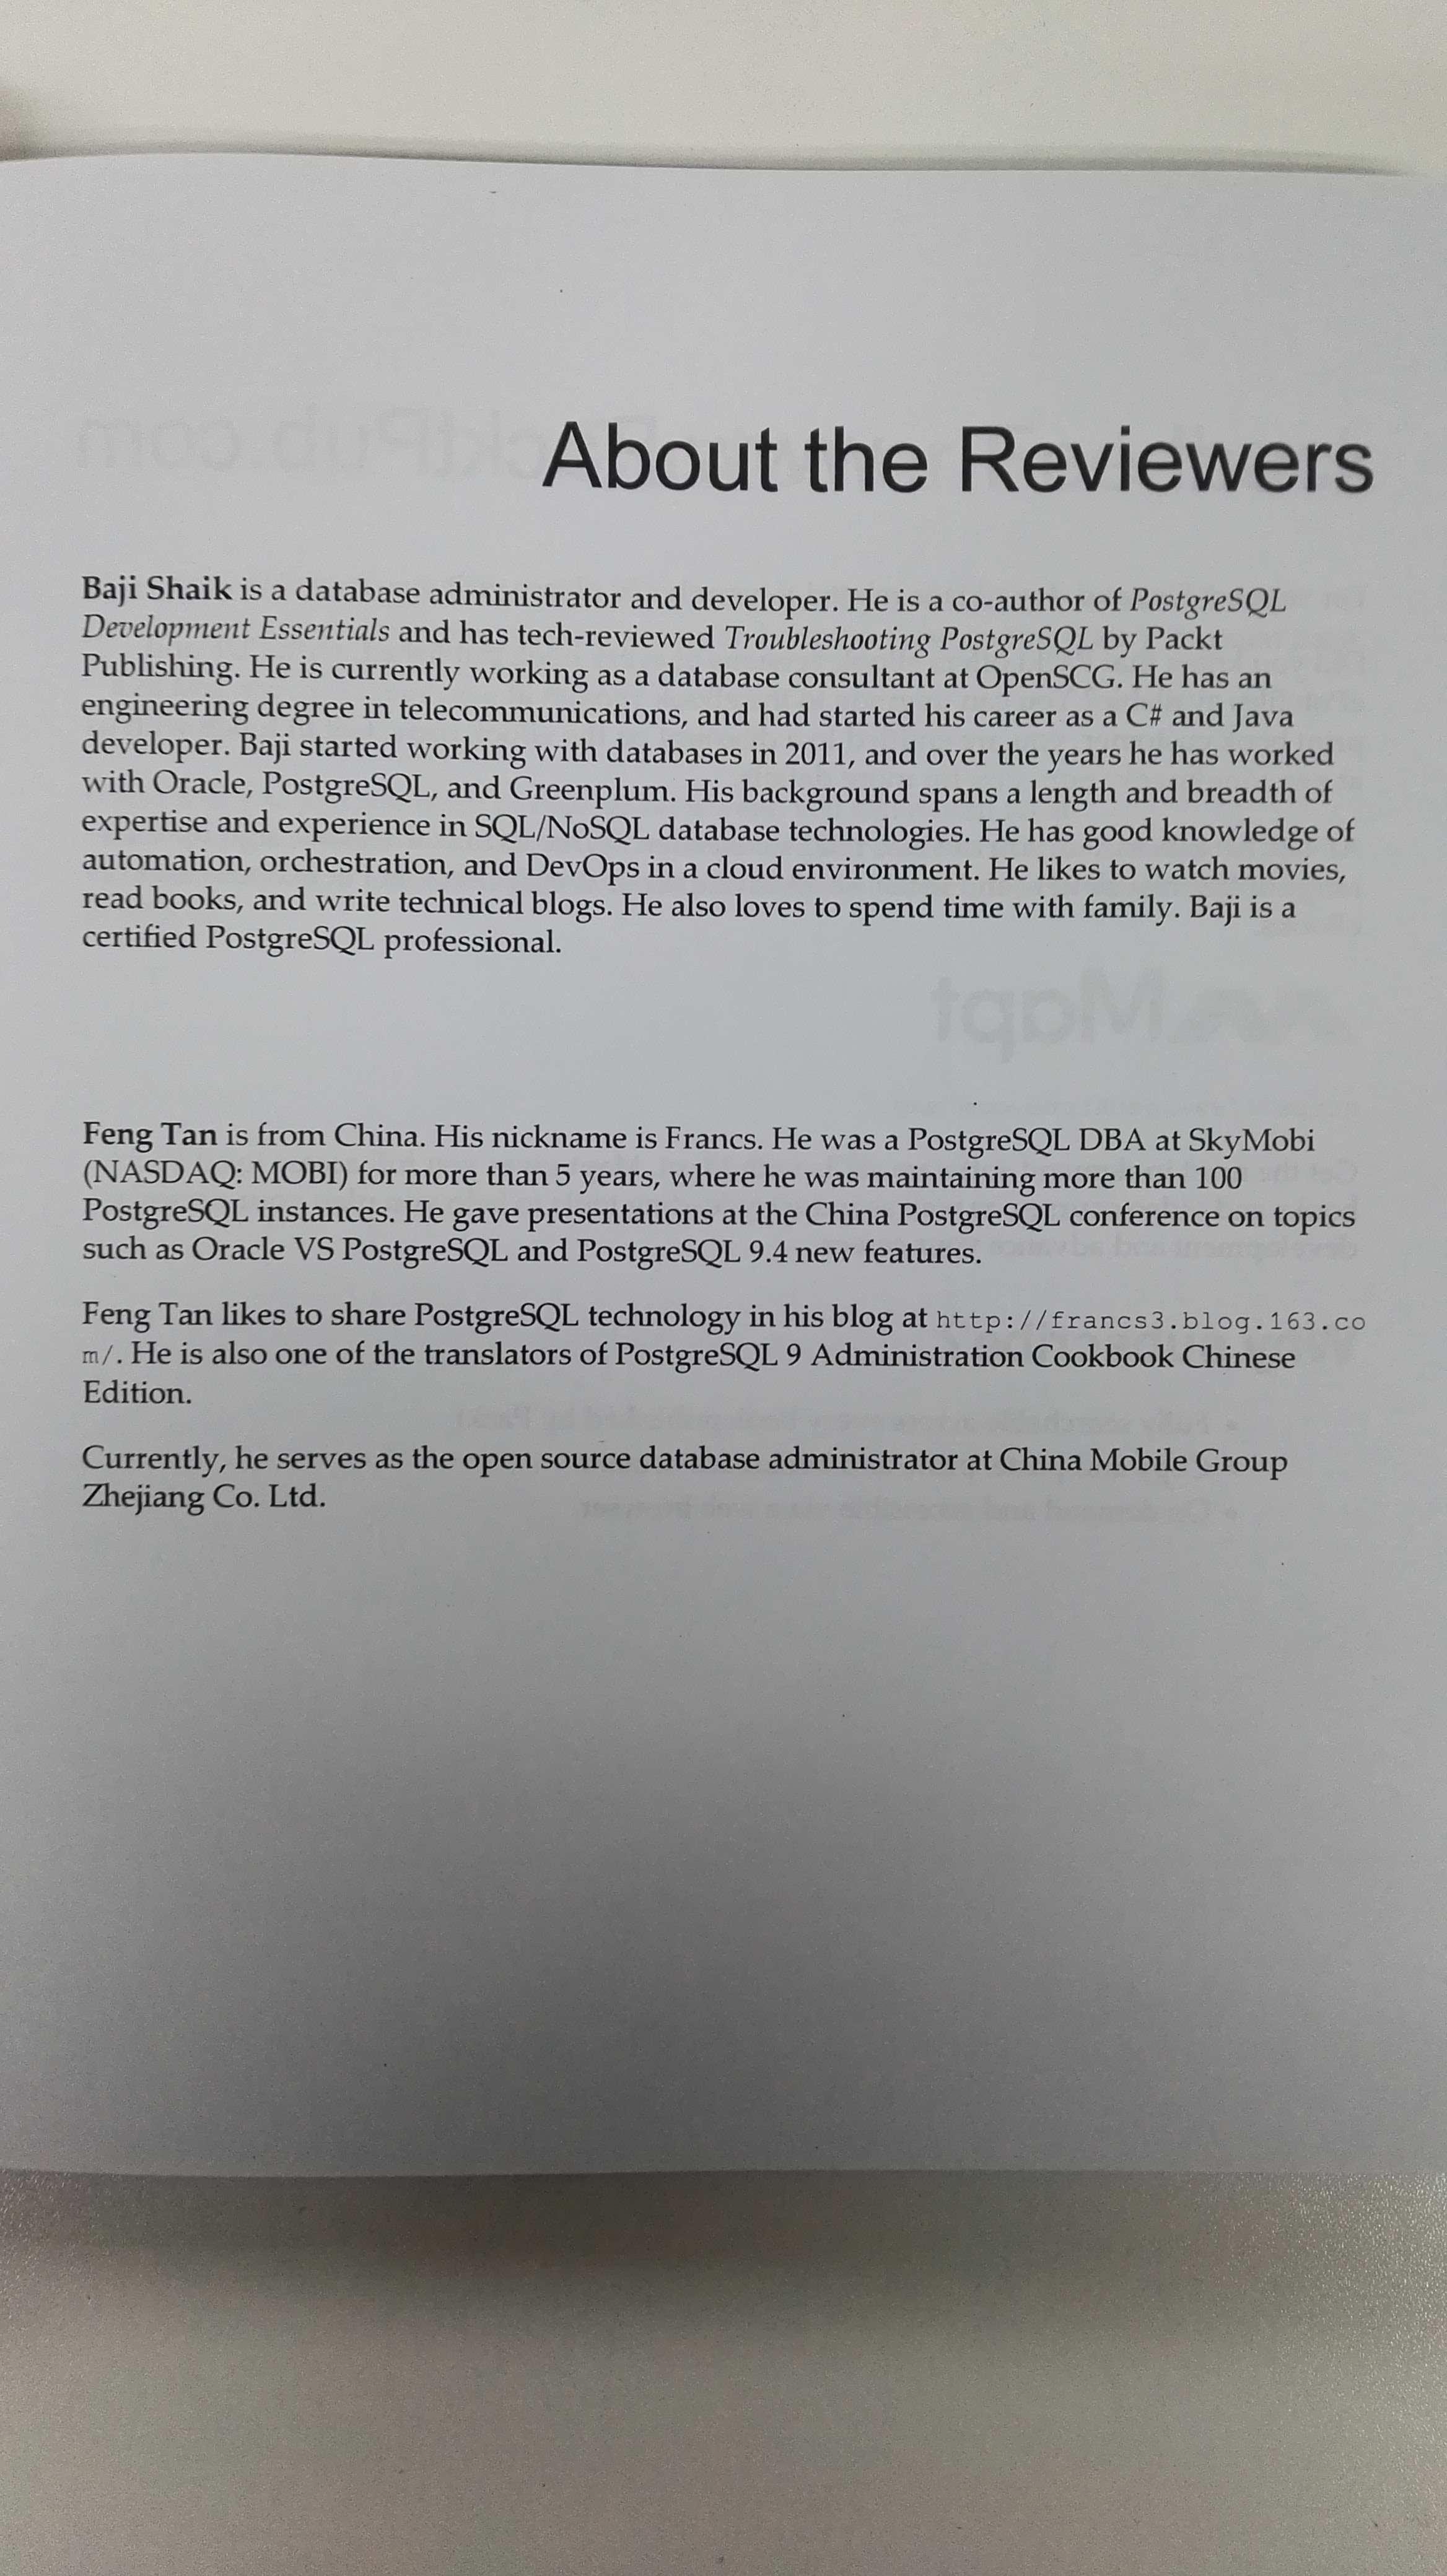 About the Reviewers
Baji Shaik is a database administrator and developer. He is a co-author of PostgreSQL
Development Essentials and has tech-reviewed Troubleshooting PostgreSQL by Packt
Publishing. He is currently working as a database consultant at OpenSCG. He has an
engineering degree in telecommunications, and had started his career as a C# and Java
developer. Baji started working with databases in 2011, and over the years he has worked
with Oracle, PostgreSQL, and Greenplum. His background spans a length and breadth of
expertise and experience in SQL/NoSQL database technologies. He has good knowledge of
automation, orchestration, and DevOps in a cloud environment. He likes to watch movies,
read books, and write technical blogs. He also loves to spend time with family. Baji is a
certified PostgreSQL professional.
Feng Tan is from China. His nickname is Francs. He was a PostgreSQL DBA at SkyMobi
(NASDAQ: MOBI) for more than 5 years, where he was maintaining more than 100
PostgreSQL instances. He gave presentations at the China PostgreSQL conference on topics
such as Oracle VS PostgreSQL and PostgreSQL 9.4 new features.
Feng Tan likes to share PostgreSQL technology in his blog at http://francs3.blog.163.co
m/. He is also one of the translators of PostgreSQL 9 Administration Cookbook Chinese
Edition.
Currently, he serves as the open source database administrator at China Mobile Group
Zhejiang Co. Ltd.